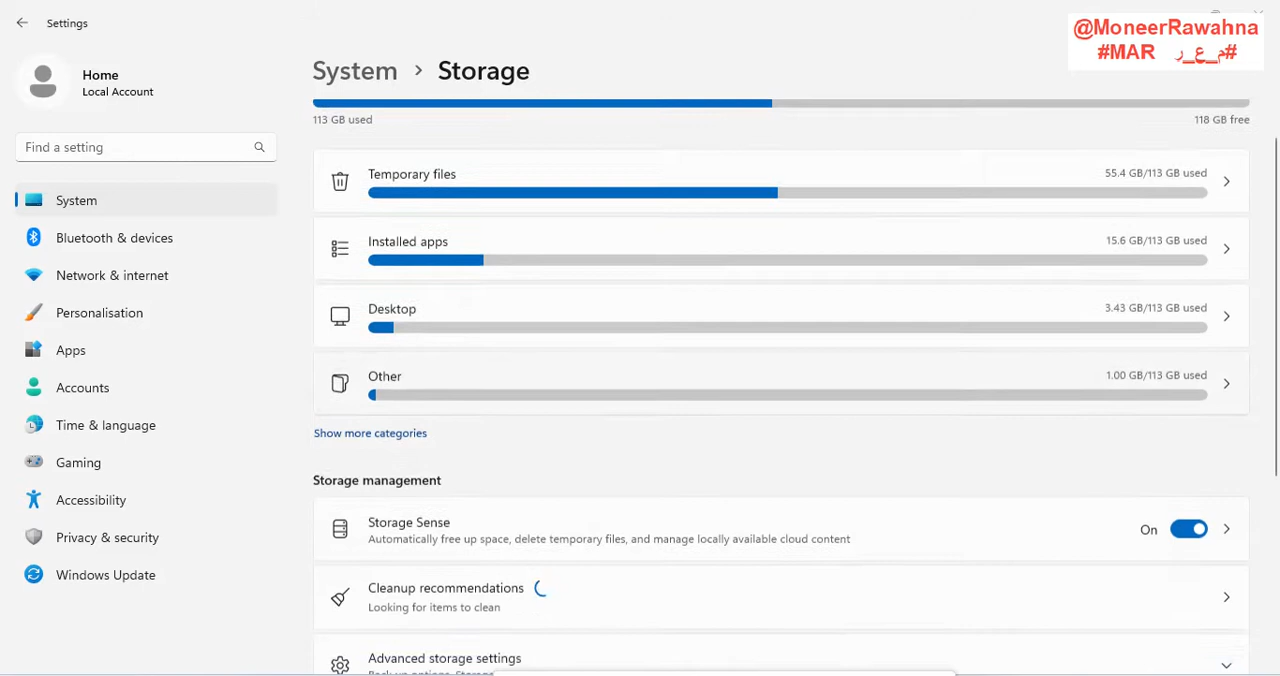 Settings
@MoneerRawahna
#MAR #م_ع_ر
Home
Local Account
System > Storage
113 GB used
118 GB free
Find a setting
Temporary files
55.4 GB/113 GB used
System
Installed apps
15.6 GB/113 GB used
Bluetooth & devices
Network & internet
Desktop
3.43 GB/113 GB used
Personalisation
Apps
Other
1.00 GB/113 GB used
Accounts
Time & language
Show more categories
Gaming
Storage management
Accessibility
Storage Sense
Automatically free up space, delete temporary files, and manage locally available cloud content
On
Privacy & security
Windows Update
Cleanup recommendations
Looking for items to clean
Advanced storage settings